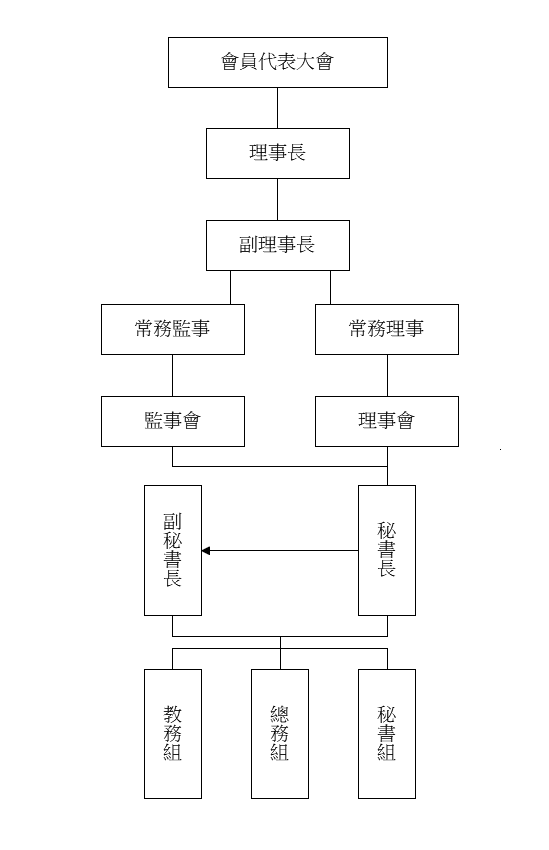 會員代表大會
理事長
副理事長
常務監事
常務理事
監事會
理事會
副秘書長
秘書長
教務組
總務組
秘書組